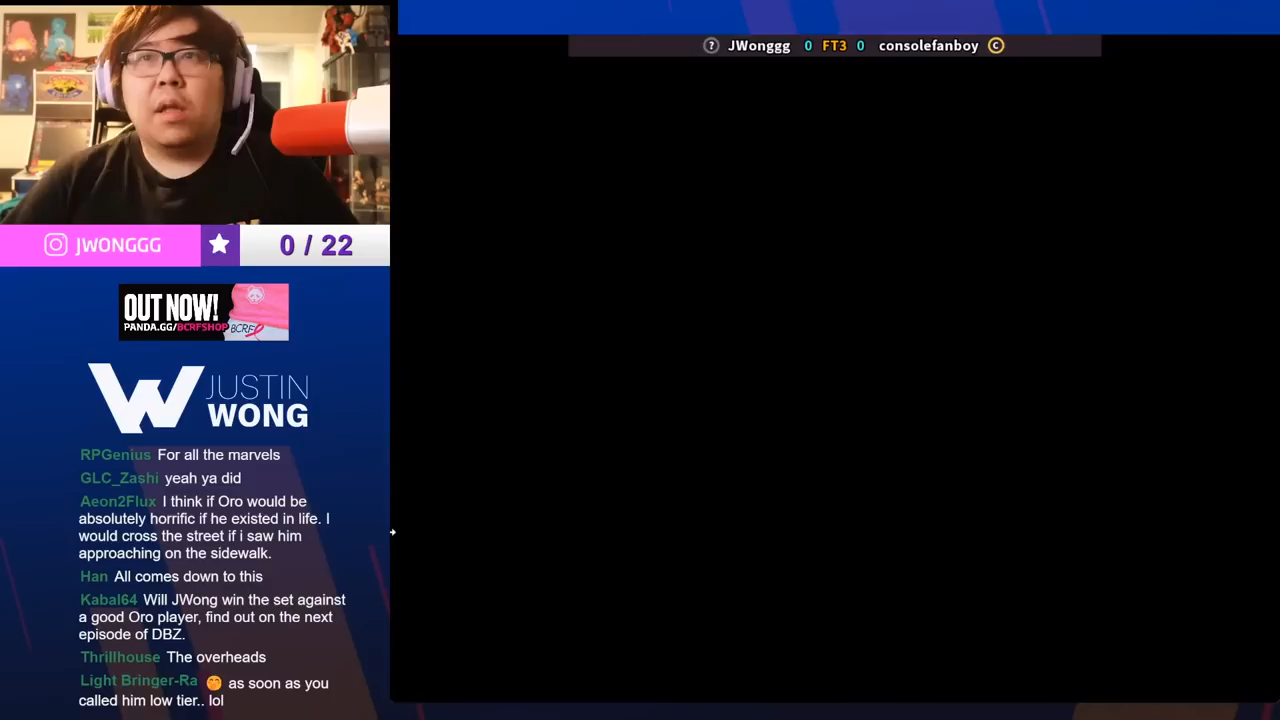 ? JWonggg 0 FT3 0 consolefanboy C
JWONGGG
0 / 22
OUT NOW!
PANDA.GG/BCRFSHOP
BCRF
W JUSTIN
WONG
RPGenius For all the marvels
GLC_Zashi yeah ya did
Aeon2Flux I think if Oro would be
absolutely horrific if he existed in life. I
would cross the street if i saw him
approaching on the sidewalk.
Han All comes down to this
Kabal64 Will JWong win the set against
a good Oro player, find out on the next
episode of DBZ.
Thrillhouse The overheads
Light Bringer-Ra 🤭 as soon as you
called him low tier.. lol